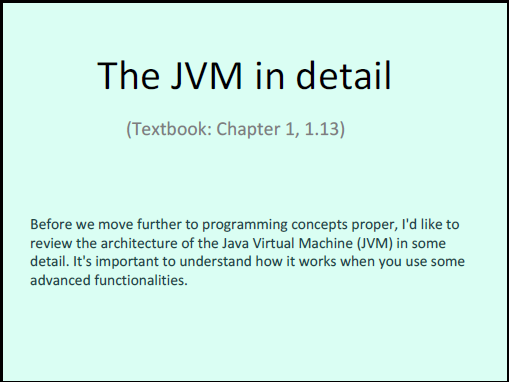 The JVM in detail
(Textbook: Chapter 1, 1.13)
Before we move further to programming concepts proper, I'd like to
review the architecture of the Java Virtual Machine (JVM) in some
detail. It's important to understand how it works when you use some
advanced functionalities.